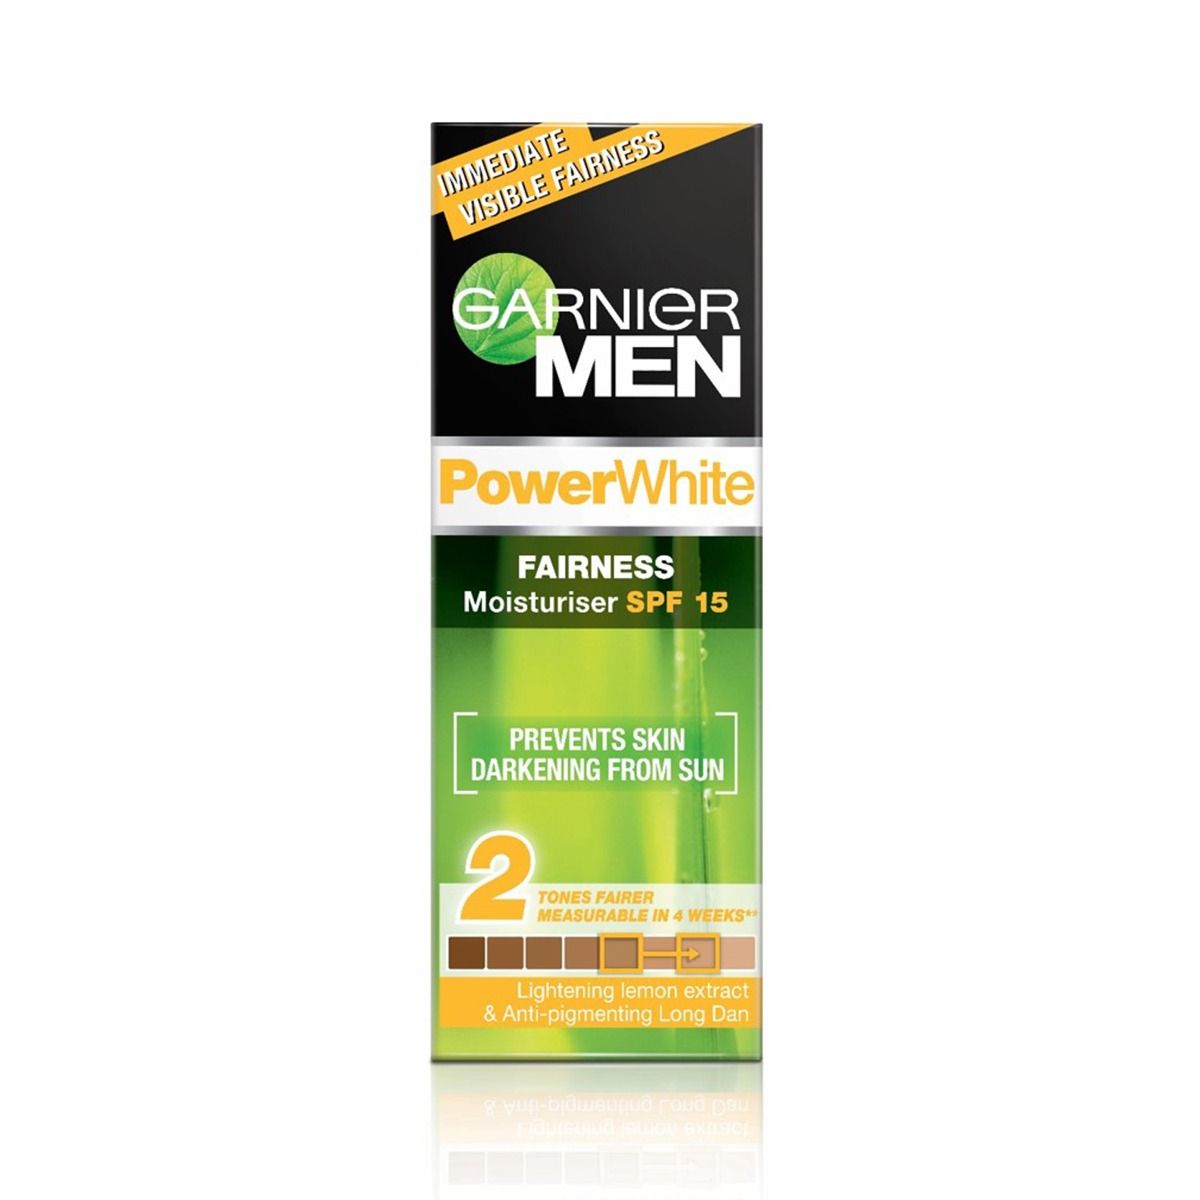 IMMEDIATE
VISIBLE FAIRNESS
GARNIER
MEN
PowerWhite
FAIRNESS
Moisturiser SPF 15
PREVENTS SKIN
DARKENING FROM SUN
2
TONES FAIRER
MEASURABLE IN 4 WEEKS**
Lightening lemon extract
& Anti-pigmenting Long Dan